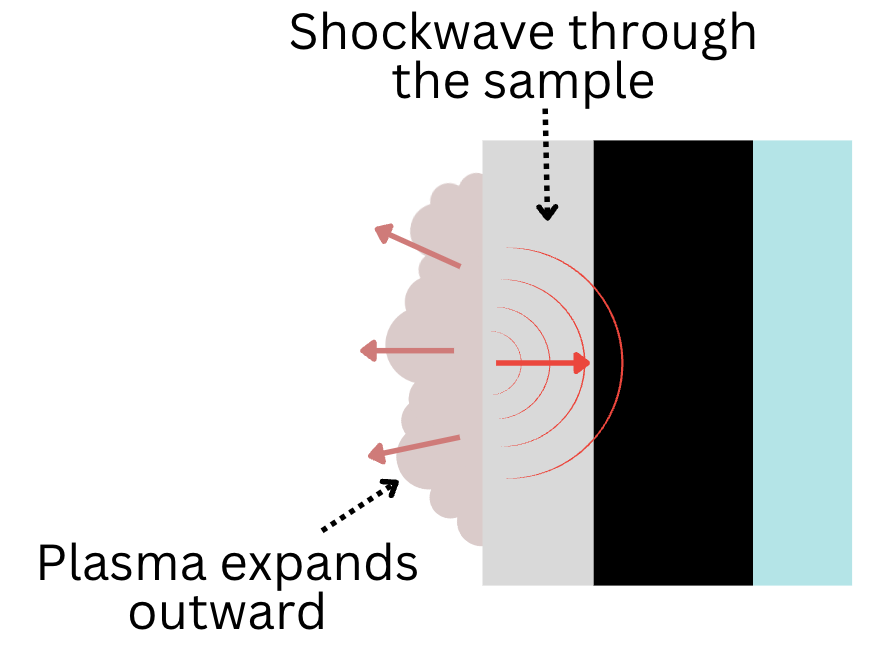 Shockwave through
the sample
Plasma expands
outward